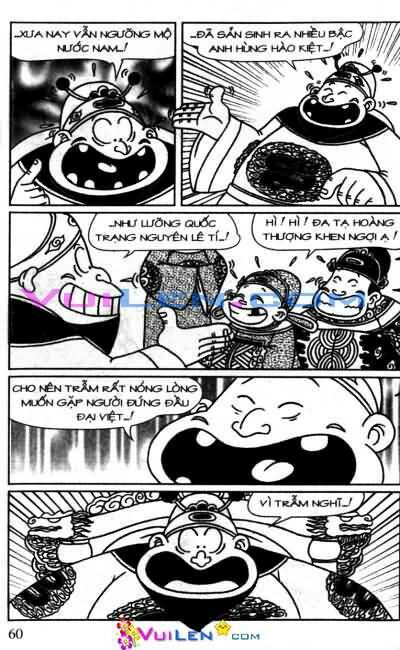 ...XƯA NAY VẪN NGƯỠNG MỘ
NƯỚC NAM...!
...ĐÃ SẢN SINH RA NHIỀU BẬC
ANH HÙNG HÀO KIỆT...!
...NHƯ LƯỠNG QUỐC
TRẠNG NGUYÊN LÊ TÍ...!
HÌ ! HÌ ! ĐA TẠ HOÀNG
THƯỢNG KHEN NGỢI Ạ !
VUILEN.COM
CHO NÊN TRẪM RẤT NÓNG LÒNG
MUỐN GẶP NGƯỜI ĐỨNG ĐẦU
ĐẠI VIỆT...!
VÌ TRẪM NGHĨ...!
60
VUILEN.COM